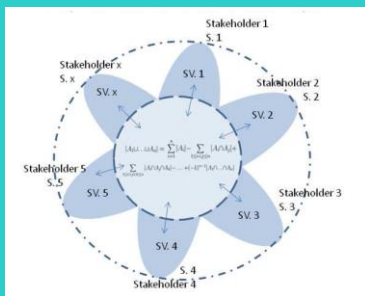 Stakeholder 1
S. 1
Stakeholder x
S. x
SV. 1
SV. x
Stakeholder 2
S. 2
SV. 2
Stakeholder 5
S. 5
SV. 5
Stakeholder 3
S. 3
SV. 3
SV. 4
S. 4
Stakeholder 4